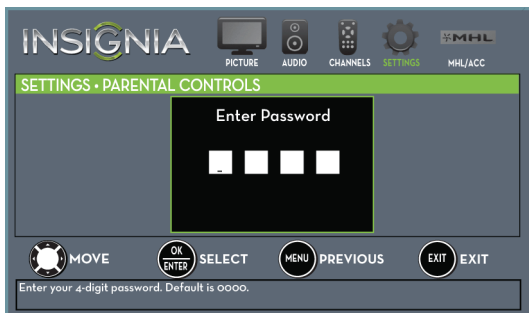 INSIGNIA
PICTURE AUDIO CHANNELS SETTINGS MHL MHL/ACC
SETTINGS • PARENTAL CONTROLS
Enter Password
_
MOVE OK ENTER SELECT MENU PREVIOUS EXIT EXIT
Enter your 4-digit password. Default is 0000.